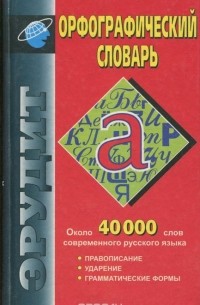 ОРФОГРАФИЧЕСКИЙ
СЛОВАРЬ
ЭРУДИТ
а
Около 40 000 слов
современного русского языка
• ПРАВОПИСАНИЕ
• УДАРЕНИЕ
• ГРАММАТИЧЕСКИЕ ФОРМЫ